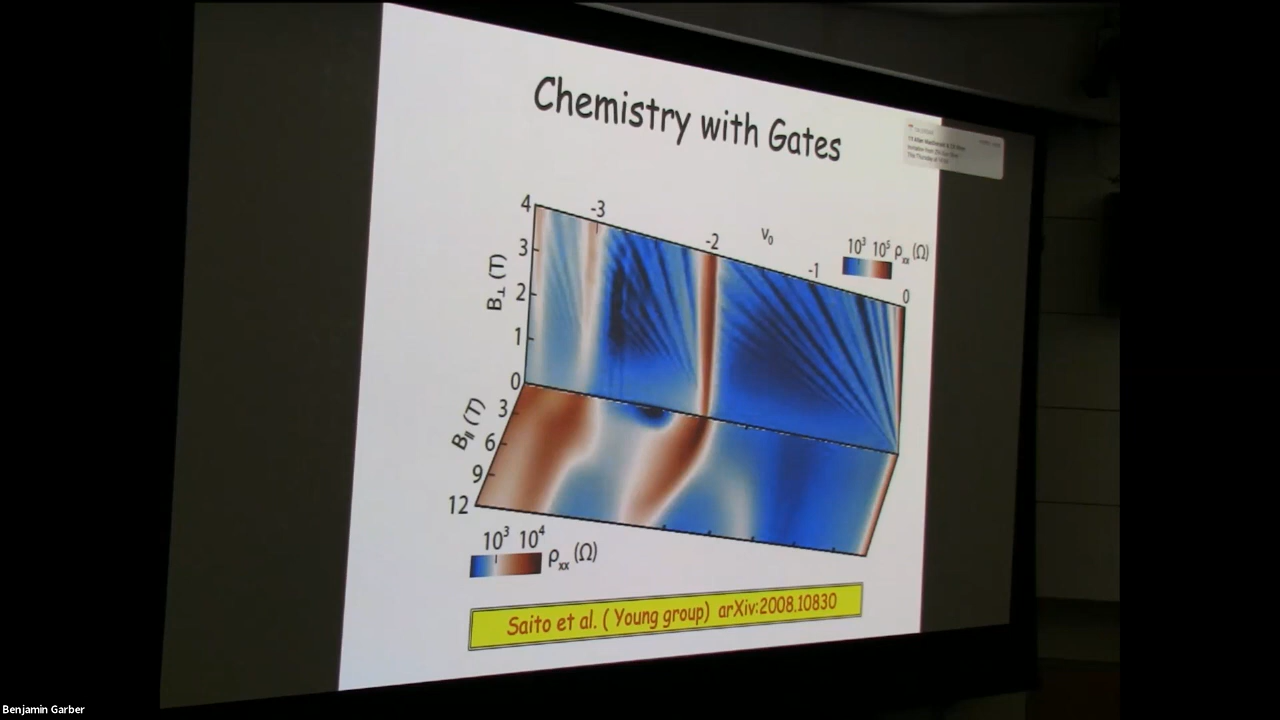 Chemistry with Gates
-3
-2
ν₀
-1
0
10³ 10⁵ ρxx (Ω)
4
3
2
1
0
B⊥ (T)
3
6
9
12
B∥ (T)
10³ 10⁴
ρxx (Ω)
Saito et al. ( Young group) arXiv:2008.10830
Benjamin Garber